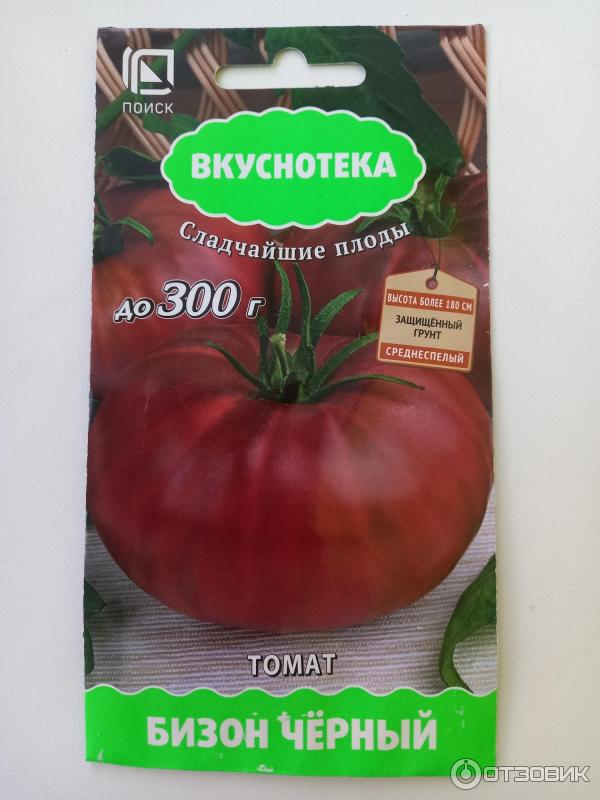 ПОИСК
ВКУСНОТЕКА
Сладчайшие плоды
до 300 г
ВЫСОТА БОЛЕЕ 180 СМ
ЗАЩИЩЁННЫЙ
ГРУНТ
СРЕДНЕСПЕЛЫЙ
ТОМАТ
БИЗОН ЧЁРНЫЙ
ОТЗОВИК